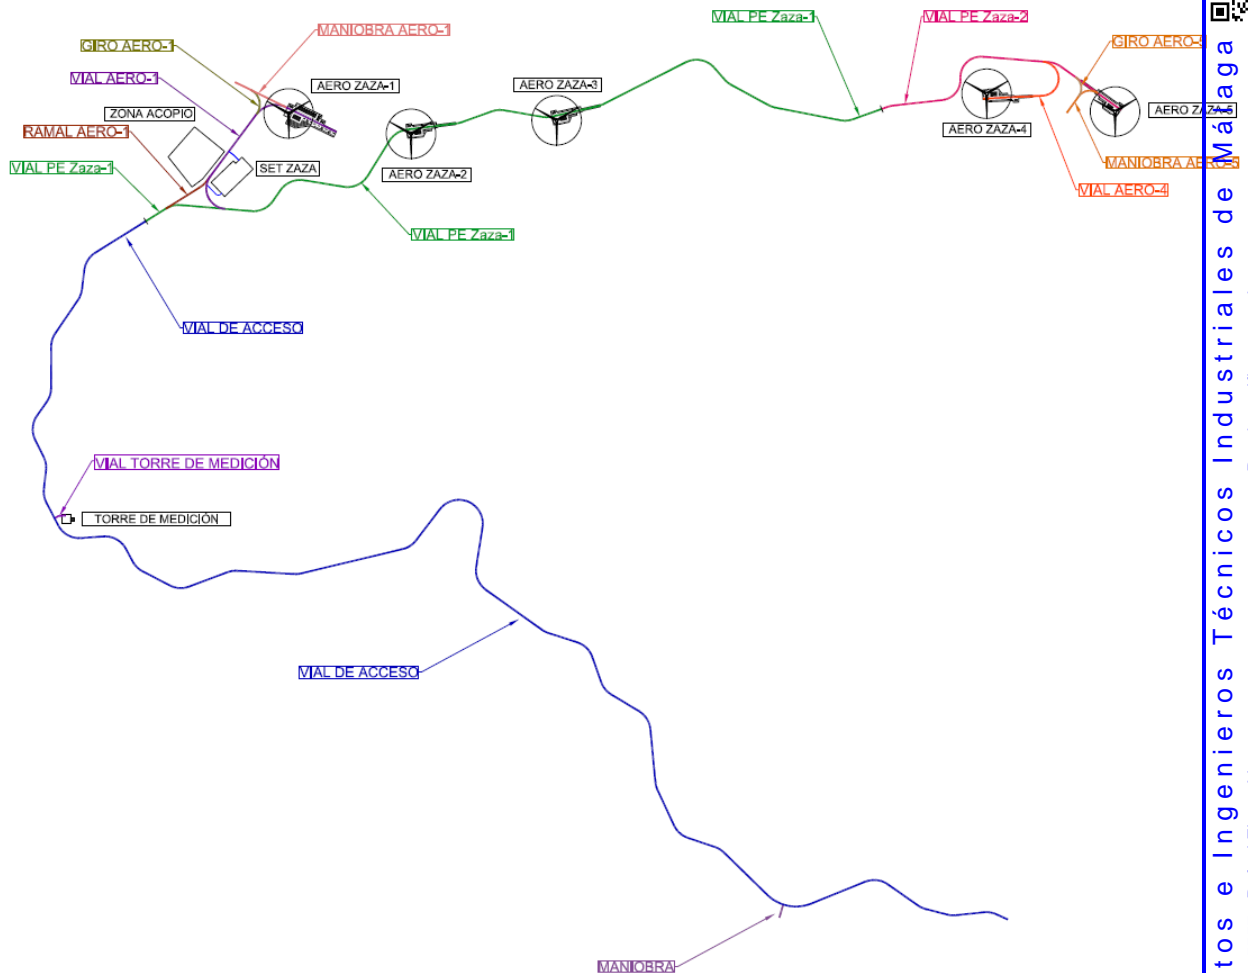 VIAL PE Zaza-1
VIAL PE Zaza-2
MANIOBRA AERO-1
GIRO AERO-1
GIRO AERO-5
VIAL AERO-1
AERO ZAZA-1
AERO ZAZA-3
ZONA ACOPIO
AERO ZAZA-5
RAMAL AERO-1
AERO ZAZA-4
VIAL PE Zaza-1
SET ZAZA
AERO ZAZA-2
MANIOBRA AERO-5
VIAL AERO-4
VIAL PE Zaza-1
VIAL DE ACCESO
VIAL TORRE DE MEDICIÓN
TORRE DE MEDICIÓN
VIAL DE ACCESO
MANIOBRA
tos e Ingenieros Técnicos Industriales de Málaga